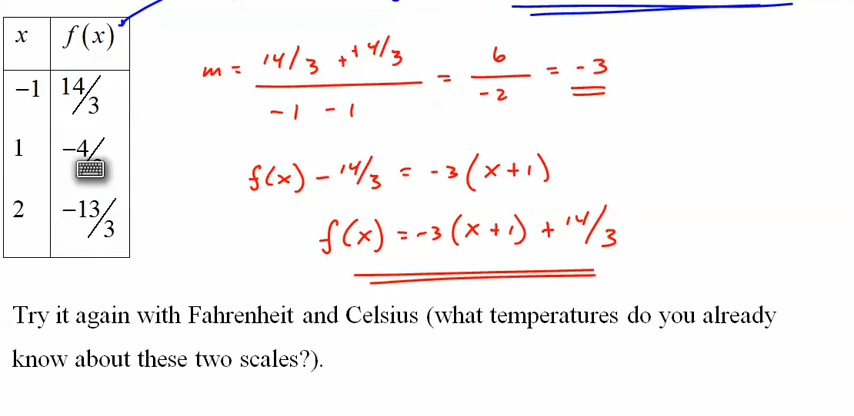 x f(x)
m = 14/3 + +4/3 / -1 - 1 = 6 / -2 = -3
−1 14/3
1 −4/
f(x) - 14/3 = -3(x+1)
2 −13/3
f(x) = -3(x+1) + 14/3
Try it again with Fahrenheit and Celsius (what temperatures do you already
know about these two scales?).